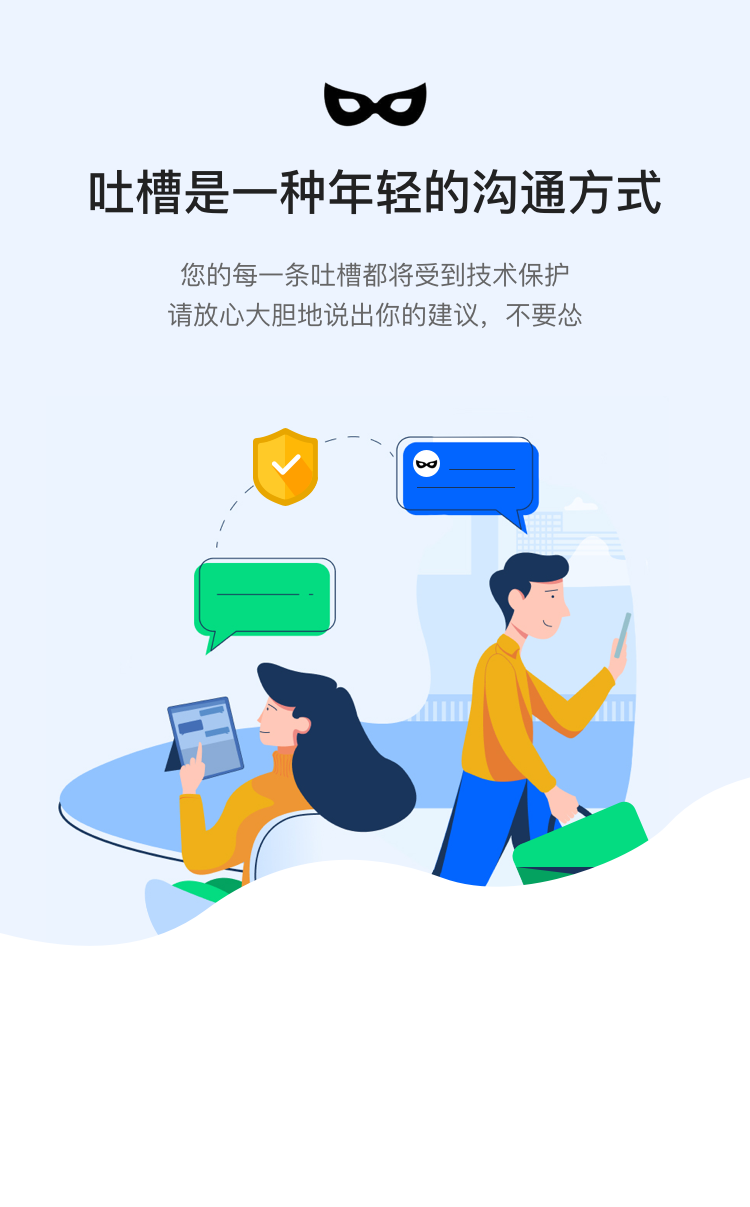 吐槽是一种年轻的沟通方式
您的每一条吐槽都将受到技术保护
请放心大胆地说出你的建议，不要怂